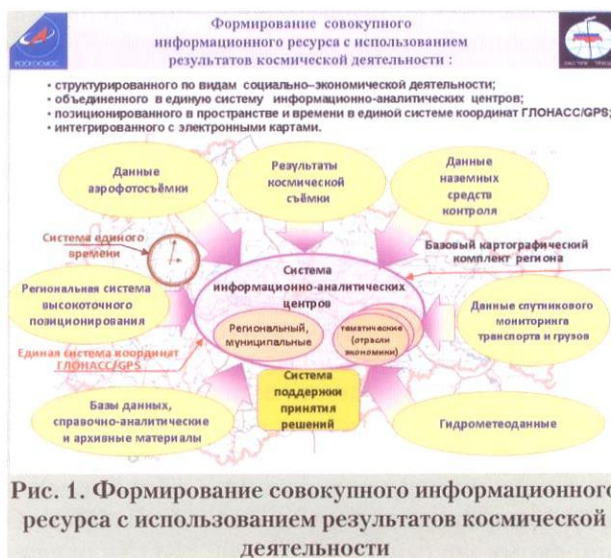 Формирование совокупного
информационного ресурса с использованием
результатов космической деятельности :
РОСКОСМОС
• структурированного по видам социально–экономической деятельности;
• объединенного в единую систему информационно-аналитических центров;
• позиционированного в пространстве и времени в единой системе координат ГЛОНАСС/GPS;
• интегрированного с электронными картами.
Данные
аэрофотосъёмки
Результаты
космической
съёмки
Данные
наземных
средств
контроля
Система единого
времени
Базовый картографический
комплект региона
Система
информационно-аналитических
центров
Региональная система
высокоточного
позиционирования
Региональный,
муниципальные
тематические
(отрасли
экономики)
Данные спутникового
мониторинга
транспорта и грузов
Единая система координат
ГЛОНАСС/GPS
Система
поддержки
принятия
решений
Базы данных,
справочно-аналитические
и архивные материалы
Гидрометеоданные
Рис. 1. Формирование совокупного информационного
ресурса с использованием результатов космической
деятельности